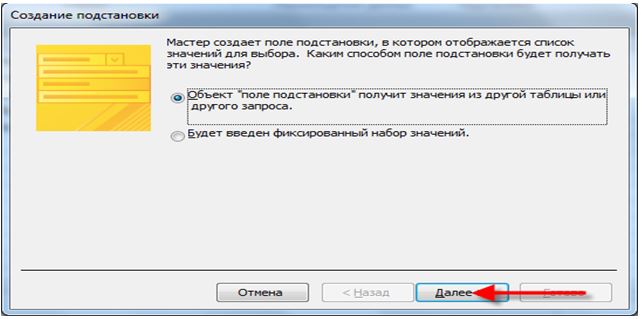 Создание подстановки
Мастер создает поле подстановки, в котором отображается список
значений для выбора. Каким способом поле подстановки будет получать
эти значения?
Объект "поле подстановки" получит значения из другой таблицы или
другого запроса.
Будет введен фиксированный набор значений.
Отмена
< Назад
Далее
Готово